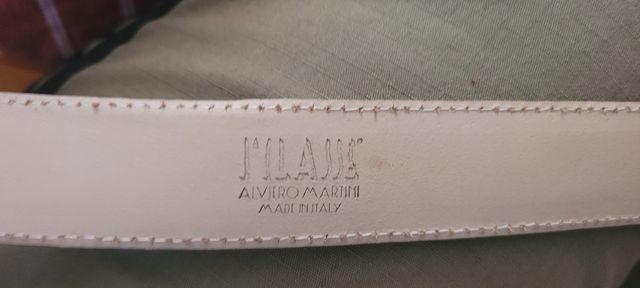 1ª CLASSE
ALVIERO MARTINI
MADE IN ITALY